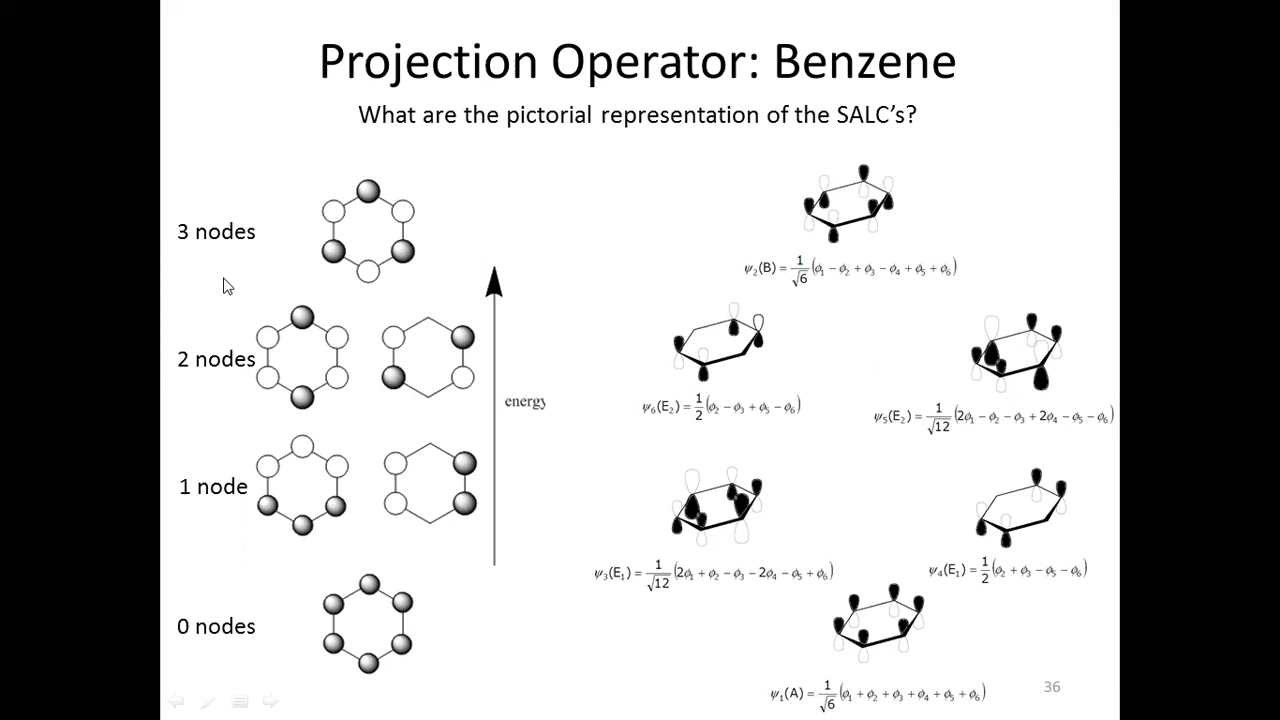 Projection Operator: Benzene
What are the pictorial representation of the SALC's?
3 nodes
ψ₂(B) = 1/√6 (ϕ₁ − ϕ₂ + ϕ₃ − ϕ₄ + ϕ₅ + ϕ₆)
2 nodes
energy
ψ₆(E₂) = 1/2 (ϕ₂ − ϕ₃ + ϕ₅ − ϕ₆)
ψ₅(E₂) = 1/√12 (2ϕ₁ − ϕ₂ − ϕ₃ + 2ϕ₄ − ϕ₅ − ϕ₆)
1 node
ψ₃(E₁) = 1/√12 (2ϕ₁ + ϕ₂ − ϕ₃ − 2ϕ₄ − ϕ₅ + ϕ₆)
ψ₄(E₁) = 1/2 (ϕ₂ + ϕ₃ − ϕ₅ − ϕ₆)
0 nodes
ψ₁(A) = 1/√6 (ϕ₁ + ϕ₂ + ϕ₃ + ϕ₄ + ϕ₅ + ϕ₆)
36